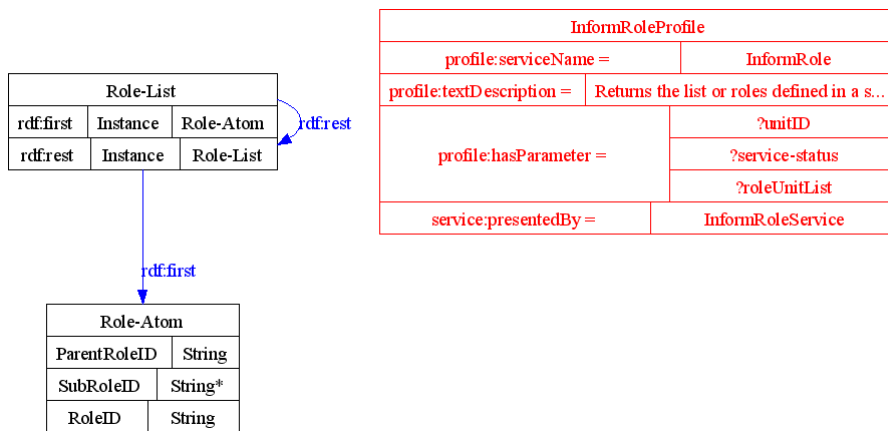 Role-List
rdf:first Instance Role-Atom
rdf:rest Instance Role-List
rdf:rest
rdf:first
Role-Atom
ParentRoleID String
SubRoleID String*
RoleID String
InformRoleProfile
profile:serviceName = InformRole
profile:textDescription = Returns the list or roles defined in a s...
profile:hasParameter =
?unitID
?service-status
?roleUnitList
service:presentedBy = InformRoleService